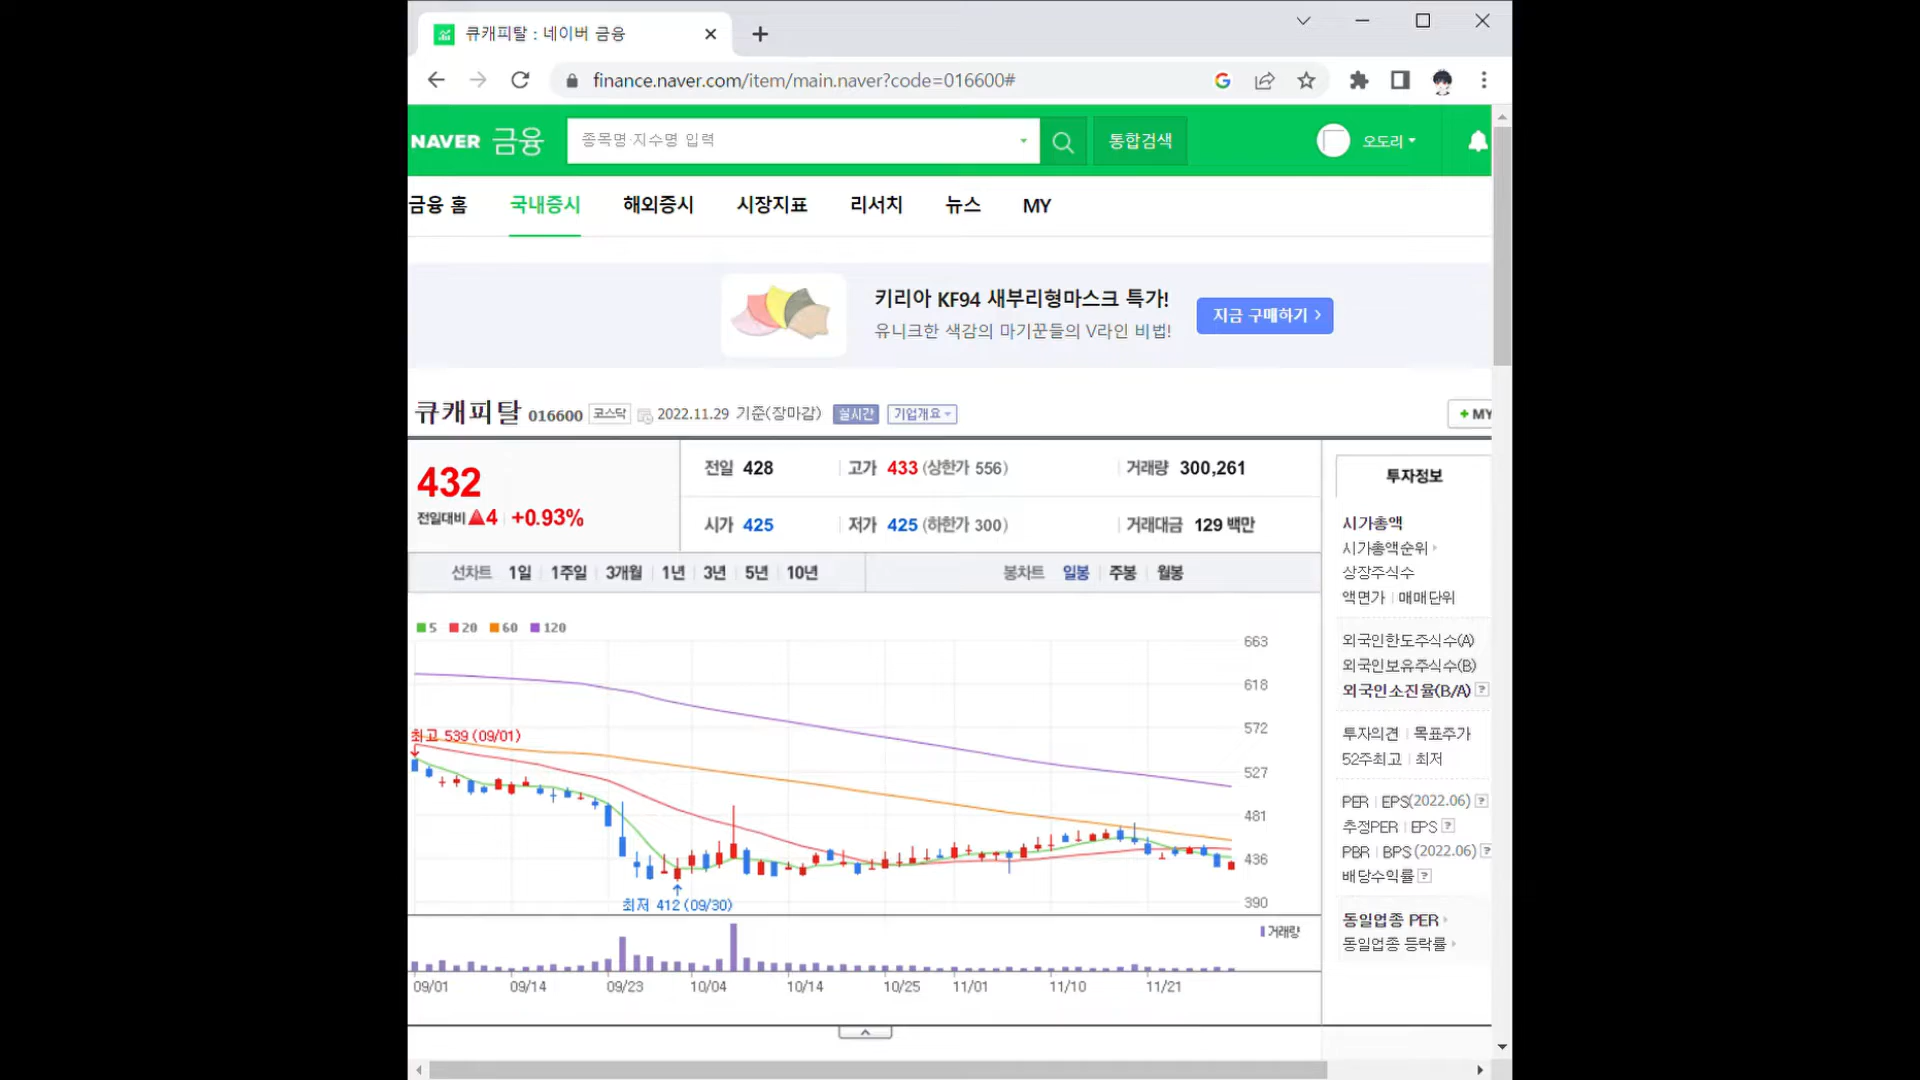 큐캐피탈 : 네이버 금융
finance.naver.com/item/main.naver?code=016600#
NAVER 금융 종목명·지수명 입력 통합검색 오도리
금융 홈 국내증시 해외증시 시장지표 리서치 뉴스 MY
키리아 KF94 새부리형마스크 특가!
유니크한 색감의 마기꾼들의 V라인 비법!
지금 구매하기 >
큐캐피탈 016600 코스닥 2022.11.29 기준(장마감) 실시간 기업개요
+ MY
432
전일대비 ▲4 +0.93%
전일 428 고가 433 (상한가 556) 거래량 300,261
시가 425 저가 425 (하한가 300) 거래대금 129 백만
선차트 1일 1주일 3개월 1년 3년 5년 10년 봉차트 일봉 주봉 월봉
5 20 60 120
663
618
572
527
481
436
390
최고 539 (09/01)
최저 412 (09/30)
거래량
09/01 09/14 09/23 10/04 10/14 10/25 11/01 11/10 11/21
투자정보
시가총액
시가총액순위
상장주식수
액면가 | 매매단위
외국인한도주식수(A)
외국인보유주식수(B)
외국인소진율(B/A) ?
투자의견 | 목표주가
52주최고 | 최저
PER | EPS(2022.06) ?
추정PER | EPS ?
PBR | BPS(2022.06) ?
배당수익률 ?
동일업종 PER
동일업종 등락률